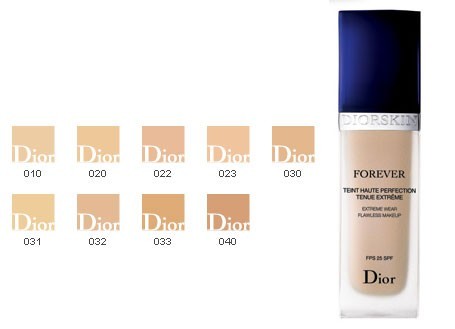 Dior Dior Dior Dior Dior
010 020 022 023 030
Dior Dior Dior Dior
031 032 033 040
DIORSKIN
FOREVER
TEINT HAUTE PERFECTION
TENUE EXTRÊME
EXTREME WEAR
FLAWLESS MAKEUP
FPS 25 SPF
Dior